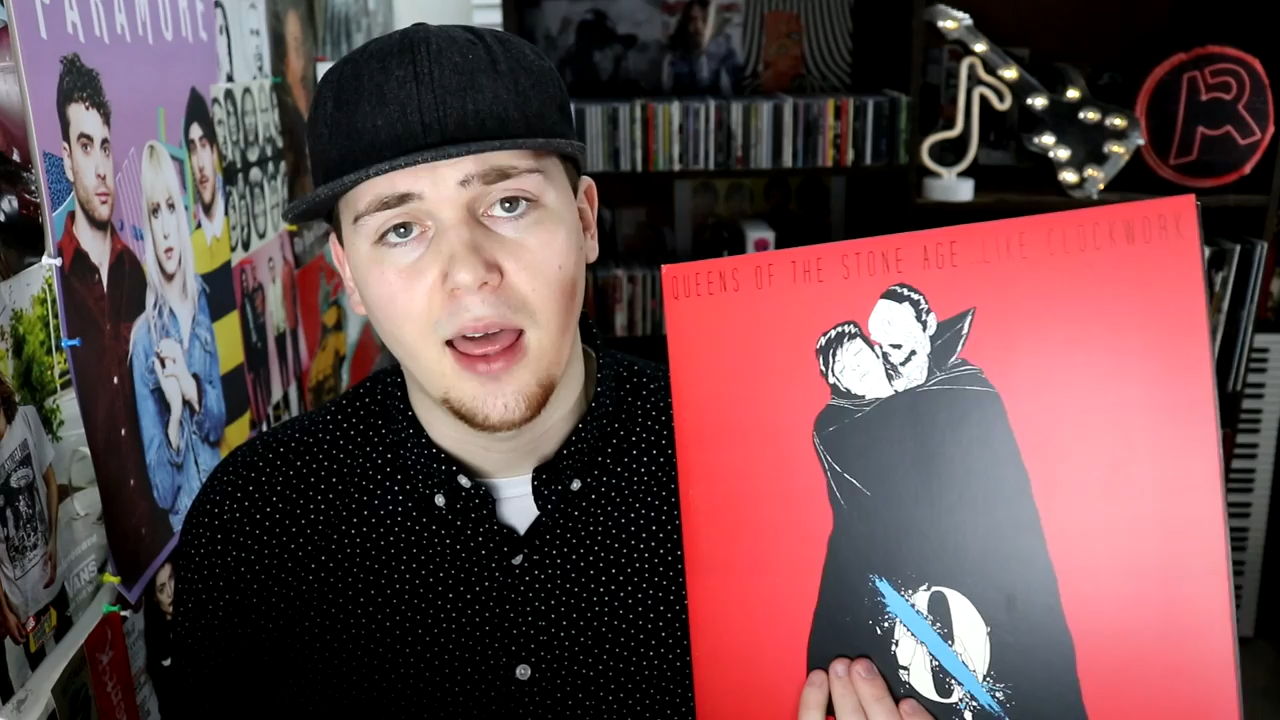 PARAMORE
QUEENS OF THE STONE AGE ...LIKE CLOCKWORK
VANS